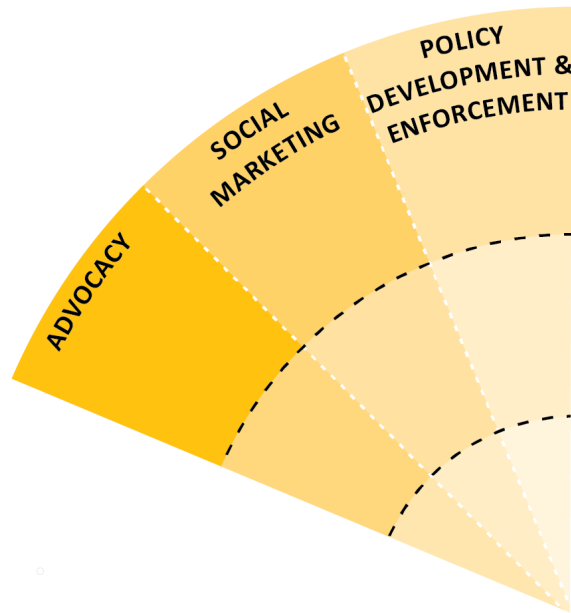 ADVOCACY
SOCIAL
MARKETING
POLICY
DEVELOPMENT &
ENFORCEMENT